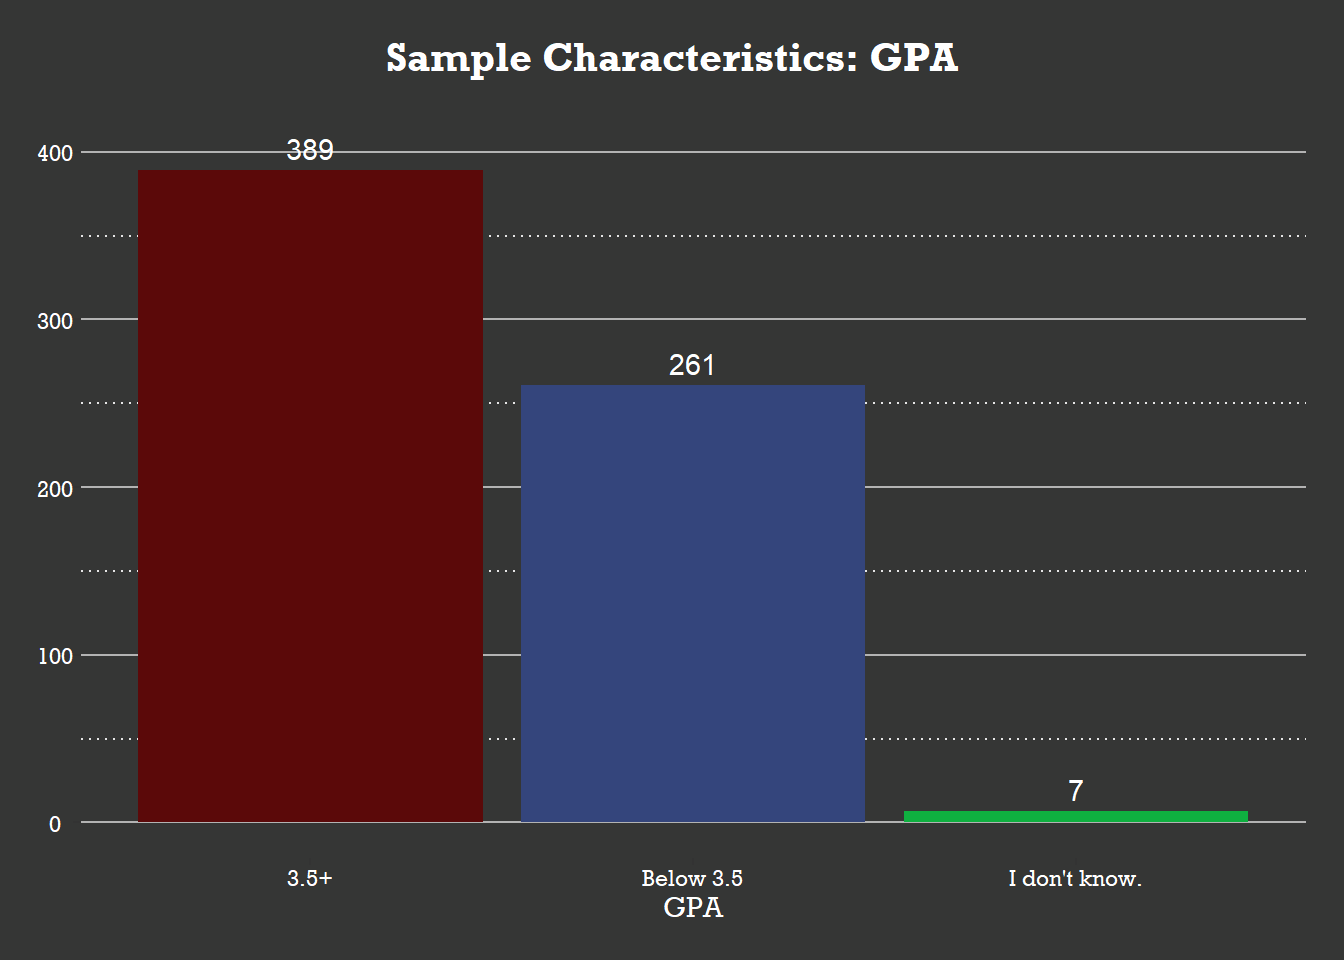 Sample Characteristics: GPA
400
389
300
261
200
100
7
0
3.5+ Below 3.5 I don't know.
GPA